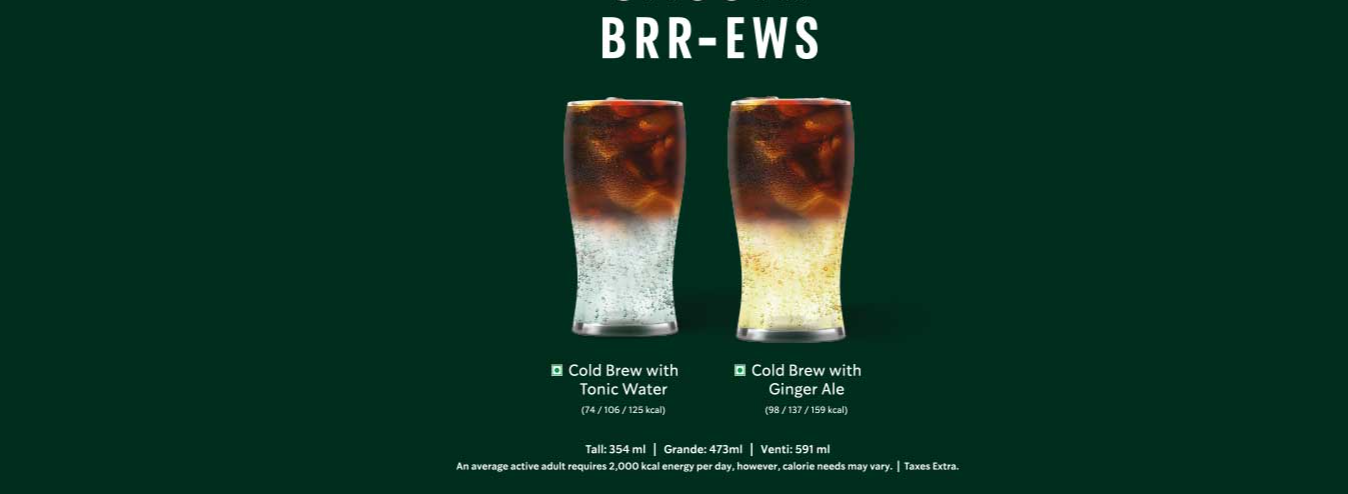 BRR-EWS
Cold Brew with
Tonic Water
(74 / 106 / 125 kcal)
Cold Brew with
Ginger Ale
(98 / 137 / 159 kcal)
Tall: 354 ml | Grande: 473ml | Venti: 591 ml
An average active adult requires 2,000 kcal energy per day, however, calorie needs may vary. | Taxes Extra.